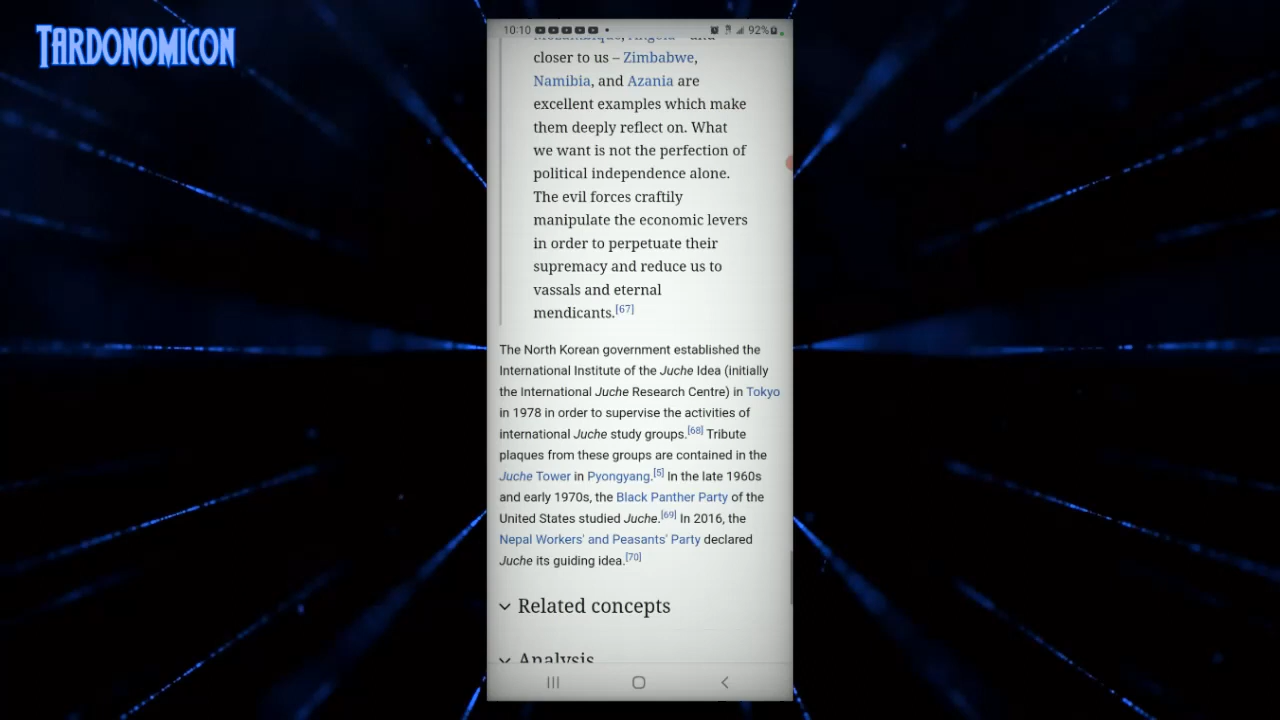 TARDONOMICON
10:10
92%
Mozambique, Angola – and
closer to us – Zimbabwe,
Namibia, and Azania are
excellent examples which make
them deeply reflect on. What
we want is not the perfection of
political independence alone.
The evil forces craftily
manipulate the economic levers
in order to perpetuate their
supremacy and reduce us to
vassals and eternal
mendicants.[67]
The North Korean government established the
International Institute of the Juche Idea (initially
the International Juche Research Centre) in Tokyo
in 1978 in order to supervise the activities of
international Juche study groups.[68] Tribute
plaques from these groups are contained in the
Juche Tower in Pyongyang.[5] In the late 1960s
and early 1970s, the Black Panther Party of the
United States studied Juche.[69] In 2016, the
Nepal Workers' and Peasants' Party declared
Juche its guiding idea.[70]
Related concepts
Analysis